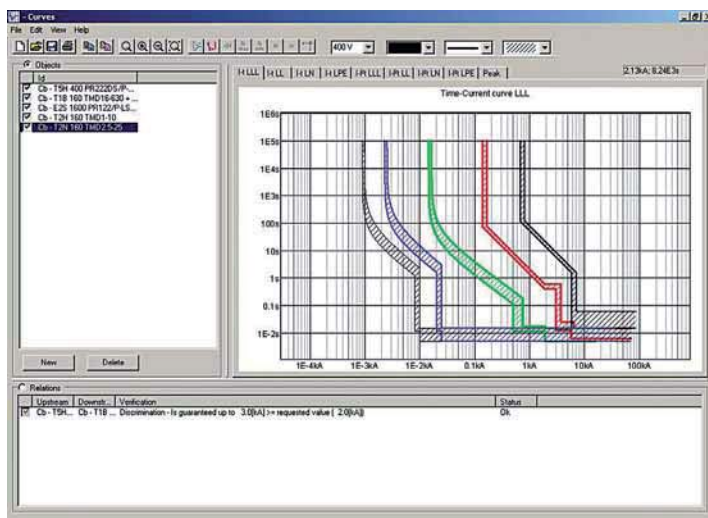 - Curves
File Edit View Help
400 V
Objects
Id
Cb - T5H 400 PR222DS/P-...
Cb - T1B 160 TMD16-630 + ...
Cb - E2S 1600 PR122/P-LS...
Cb - T2H 160 TMD1-10
Cb - T2N 160 TMD2.5-25
New Delete
I-t LLL I-t LL I-t LN I-t LPE I²t LLL I²t LL I²t LN I²t LPE Peak
2.13kA; 8.24E3s
Time-Current curve LLL
1E6s
1E5s
1E4s
1E3s
100s
10s
1s
0.1s
1E-2s
1E-4kA 1E-3kA 1E-2kA 0.1kA 1kA 10kA 100kA
Relations
Upstream Downstr... Verification Status
Cb - T5H... Cb - T1B ... Discrimination - Is guaranteed up to 3.0[kA] >= requested value ( 2.0[kA]) Ok